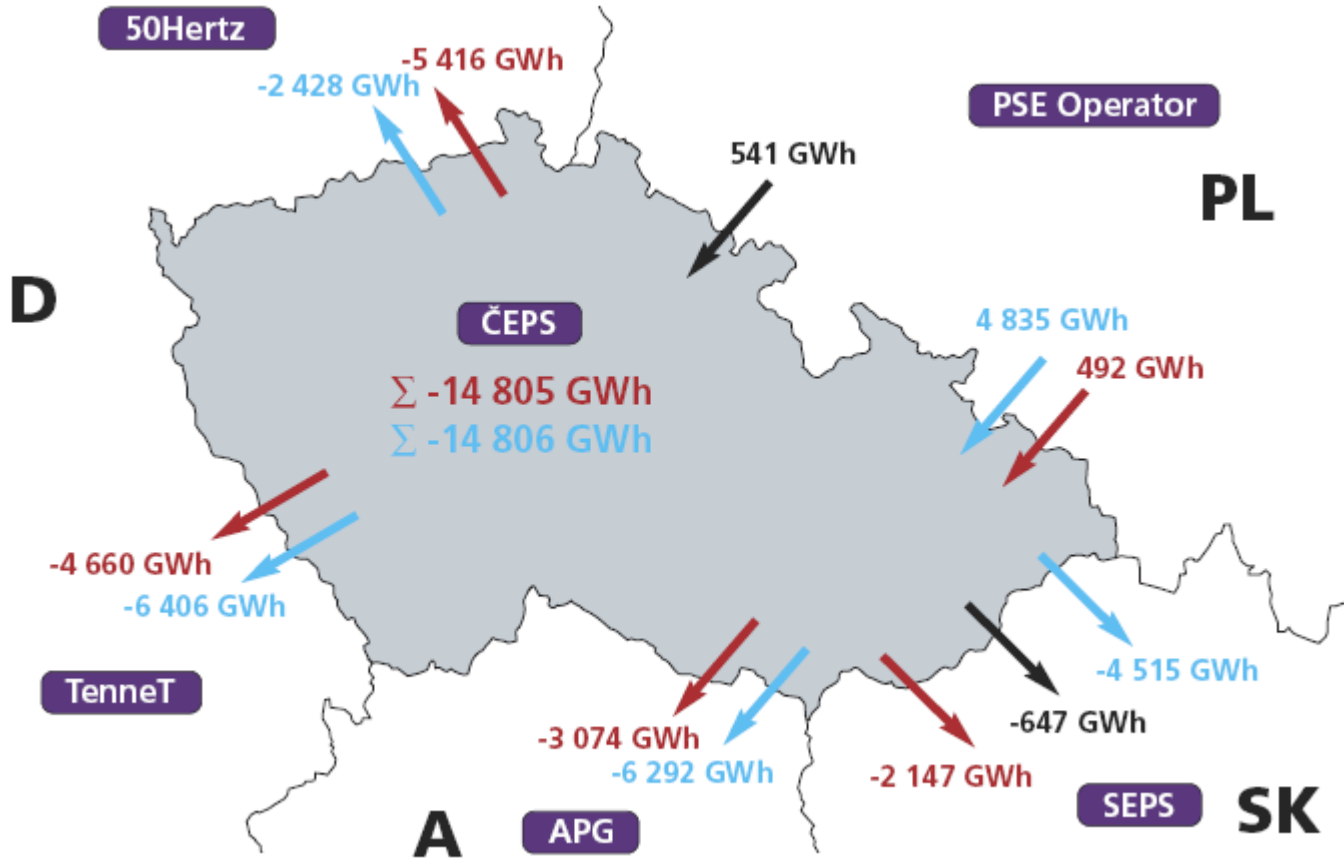 50Hertz
-5 416 GWh
-2 428 GWh
PSE Operator
541 GWh
PL
D
ČEPS
4 835 GWh
492 GWh
∑ -14 805 GWh
∑ -14 806 GWh
-4 660 GWh
-6 406 GWh
TenneT
-4 515 GWh
-647 GWh
-3 074 GWh
-6 292 GWh
-2 147 GWh
A
APG
SEPS
SK